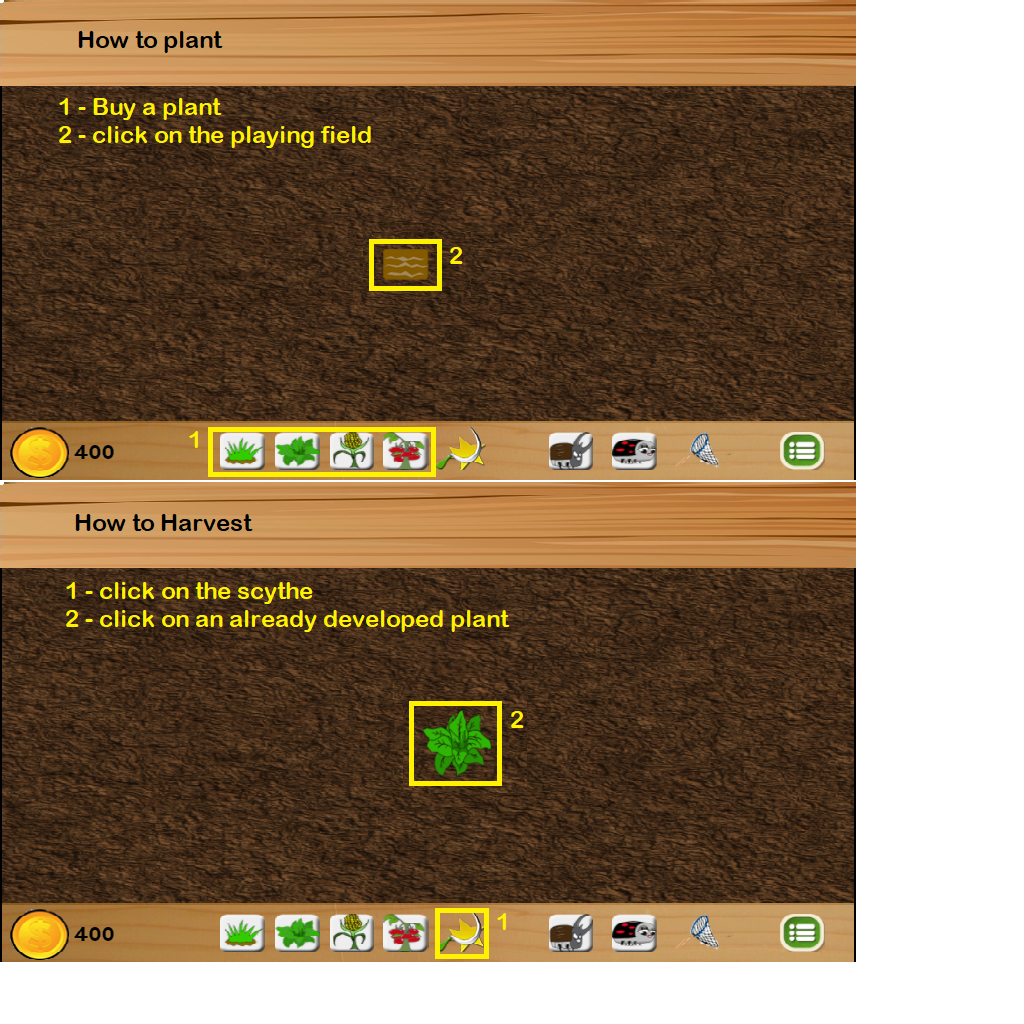 How to plant
1 - Buy a plant
2 - click on the playing field
2
1
400
How to Harvest
1 - click on the scythe
2 - click on an already developed plant
2
1
400